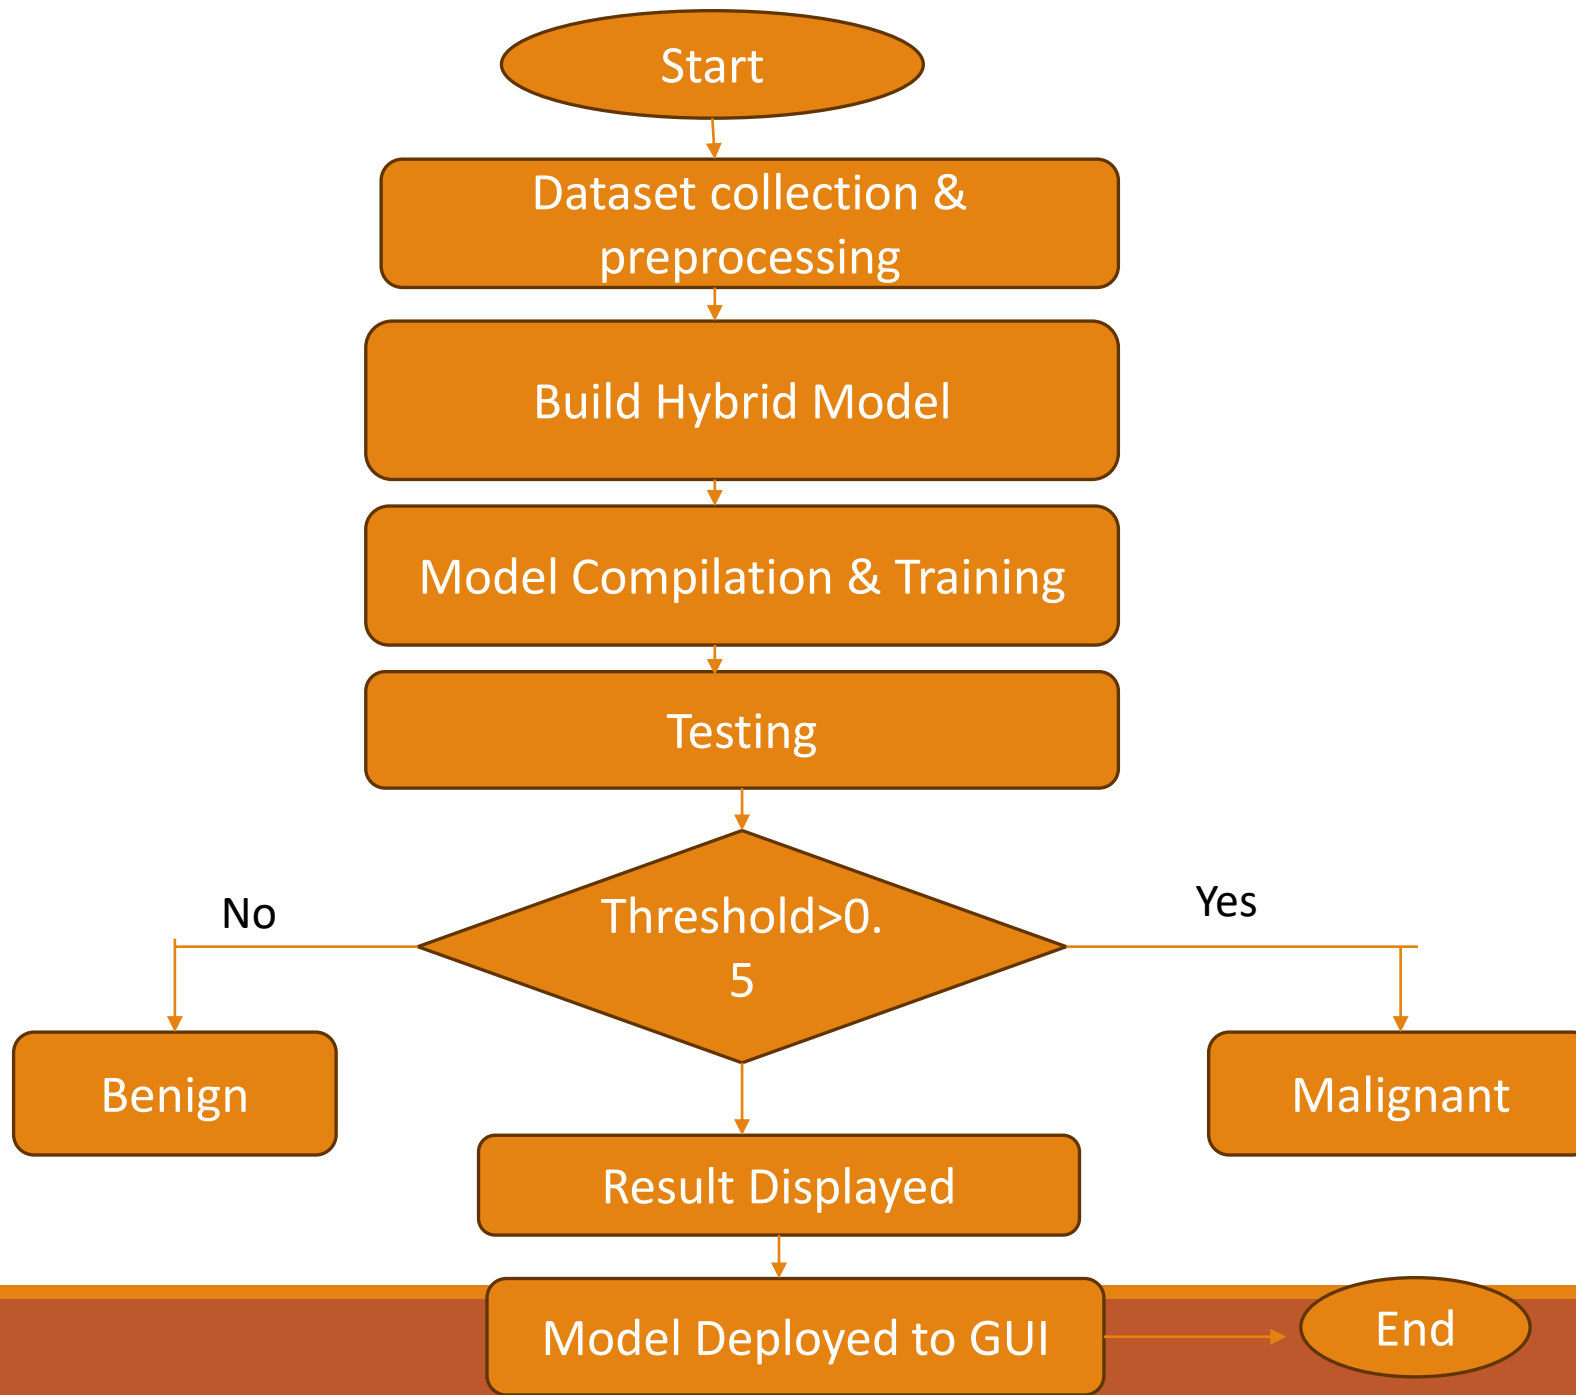 Start
Dataset collection &
preprocessing
Build Hybrid Model
Model Compilation & Training
Testing
No
Threshold>0.
5
Yes
Benign
Malignant
Result Displayed
Model Deployed to GUI
End